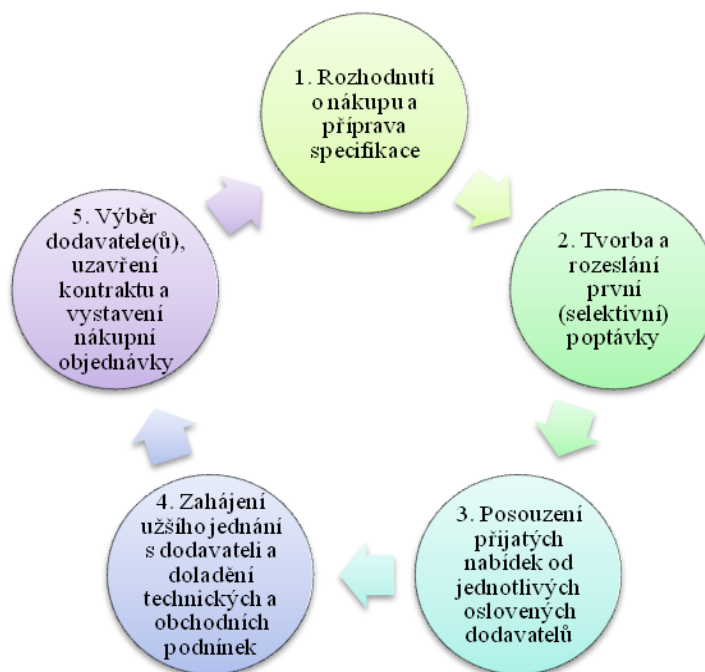 1. Rozhodnutí
o nákupu a
příprava
specifikace
2. Tvorba a
rozeslání
první
(selektivní)
poptávky
3. Posouzení
přijatých
nabídek od
jednotlivých
oslovených
dodavatelů
4. Zahájení
užšího jednání
s dodavateli a
doladění
technických a
obchodních
podnínek
5. Výběr
dodavatele(ů),
uzavření
kontraktu a
vystavení
nákupní
objednávky